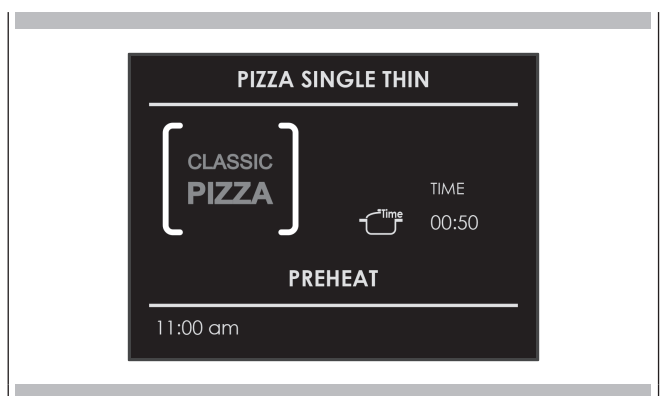 PIZZA SINGLE THIN
CLASSIC
PIZZA
TIME
Time
00:50
PREHEAT
11:00 am